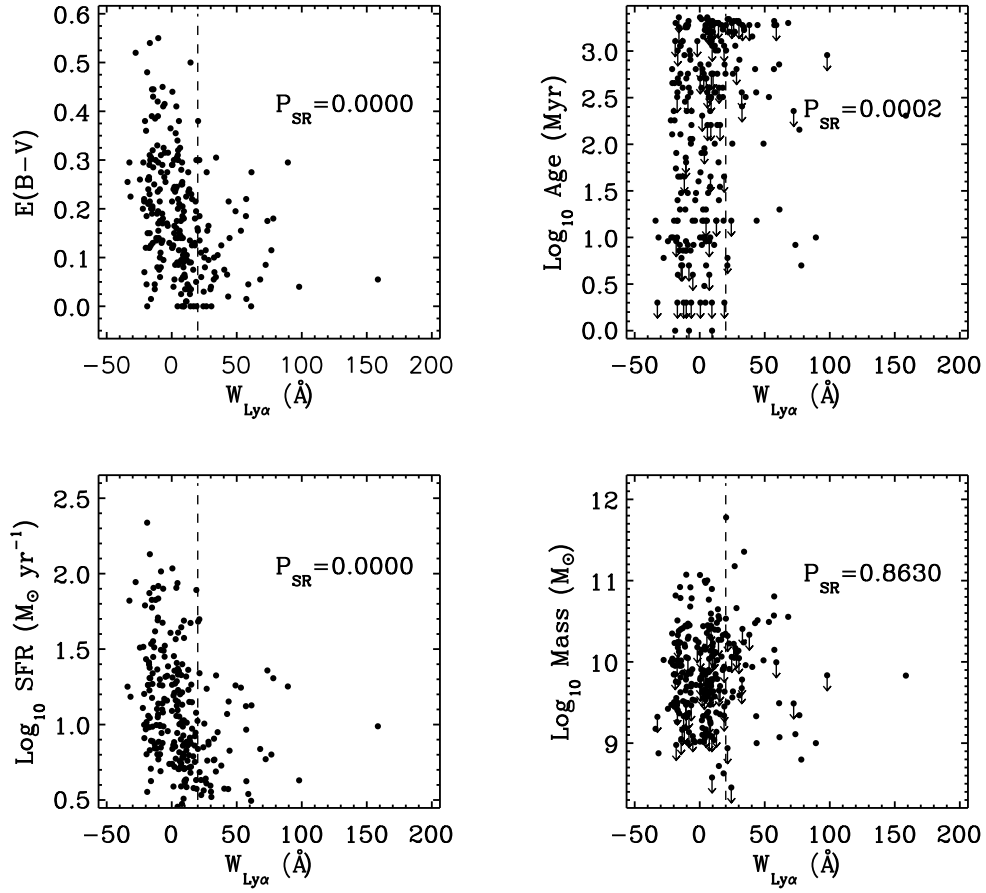 0.6
0.5
0.4
0.3
0.2
0.1
0.0
E(B−V)
P_SR=0.0000
−50 0 50 100 150 200
W_Lyα (Å)
3.0
2.5
2.0
1.5
1.0
0.5
0.0
Log_10 Age (Myr)
P_SR=0.0002
−50 0 50 100 150 200
W_Lyα (Å)
2.5
2.0
1.5
1.0
0.5
Log_10 SFR (M_⊙ yr^−1)
P_SR=0.0000
−50 0 50 100 150 200
W_Lyα (Å)
12
11
10
9
Log_10 Mass (M_⊙)
P_SR=0.8630
−50 0 50 100 150 200
W_Lyα (Å)